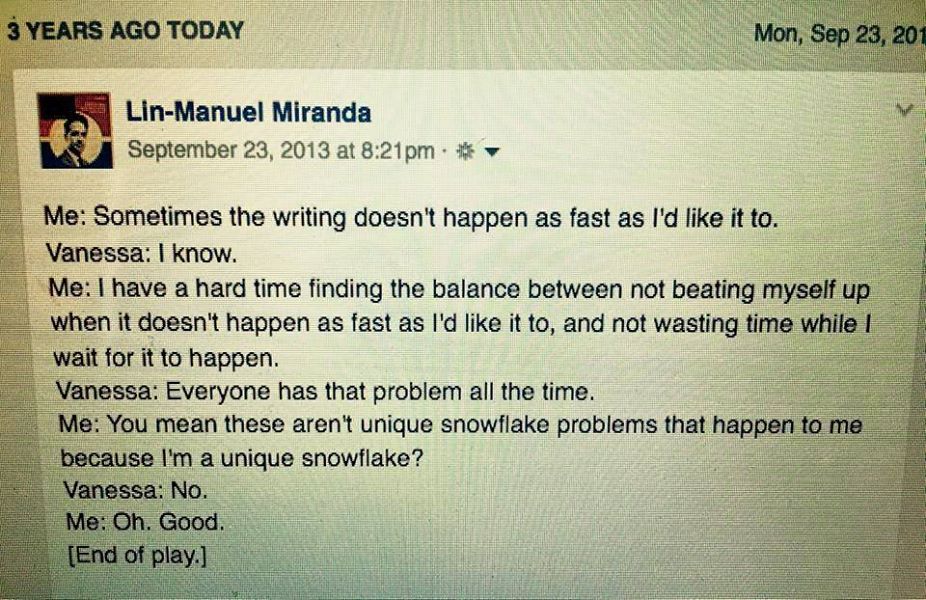 3 YEARS AGO TODAY
Mon, Sep 23, 201
Lin-Manuel Miranda
September 23, 2013 at 8:21pm ·
Me: Sometimes the writing doesn't happen as fast as I'd like it to.
Vanessa: I know.
Me: I have a hard time finding the balance between not beating myself up
when it doesn't happen as fast as I'd like it to, and not wasting time while I
wait for it to happen.
Vanessa: Everyone has that problem all the time.
Me: You mean these aren't unique snowflake problems that happen to me
because I'm a unique snowflake?
Vanessa: No.
Me: Oh. Good.
[End of play.]